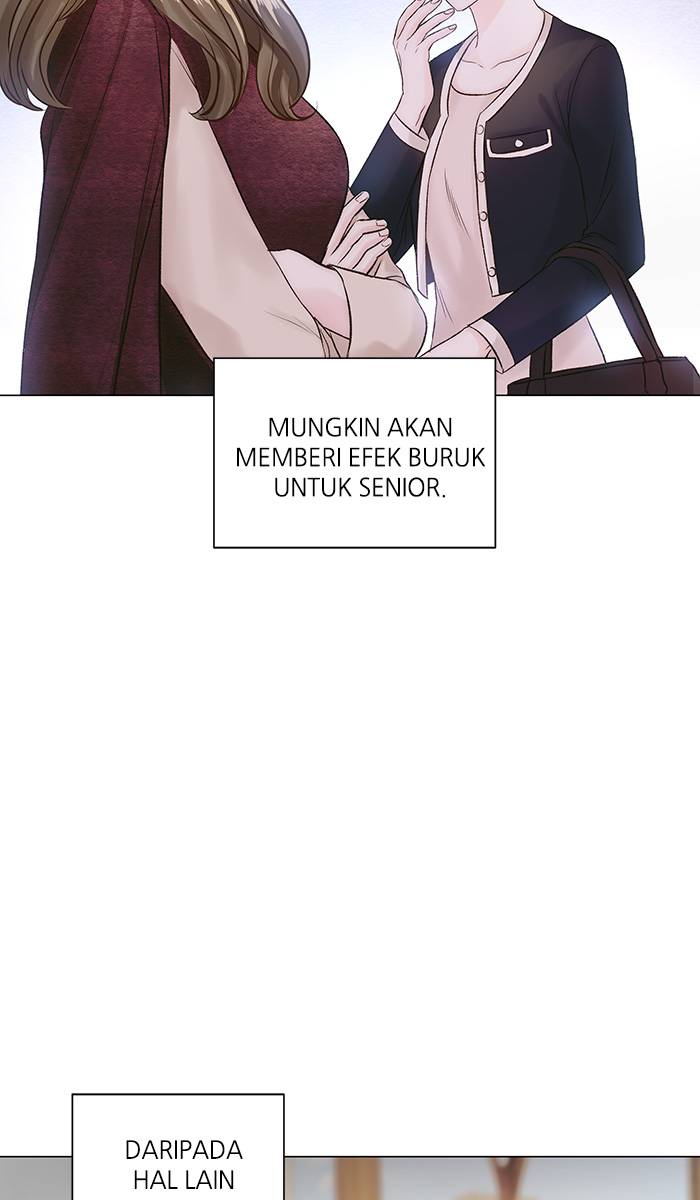 MUNGKIN AKAN
MEMBERI EFEK BURUK
UNTUK SENIOR.
DARIPADA
HAL LAIN